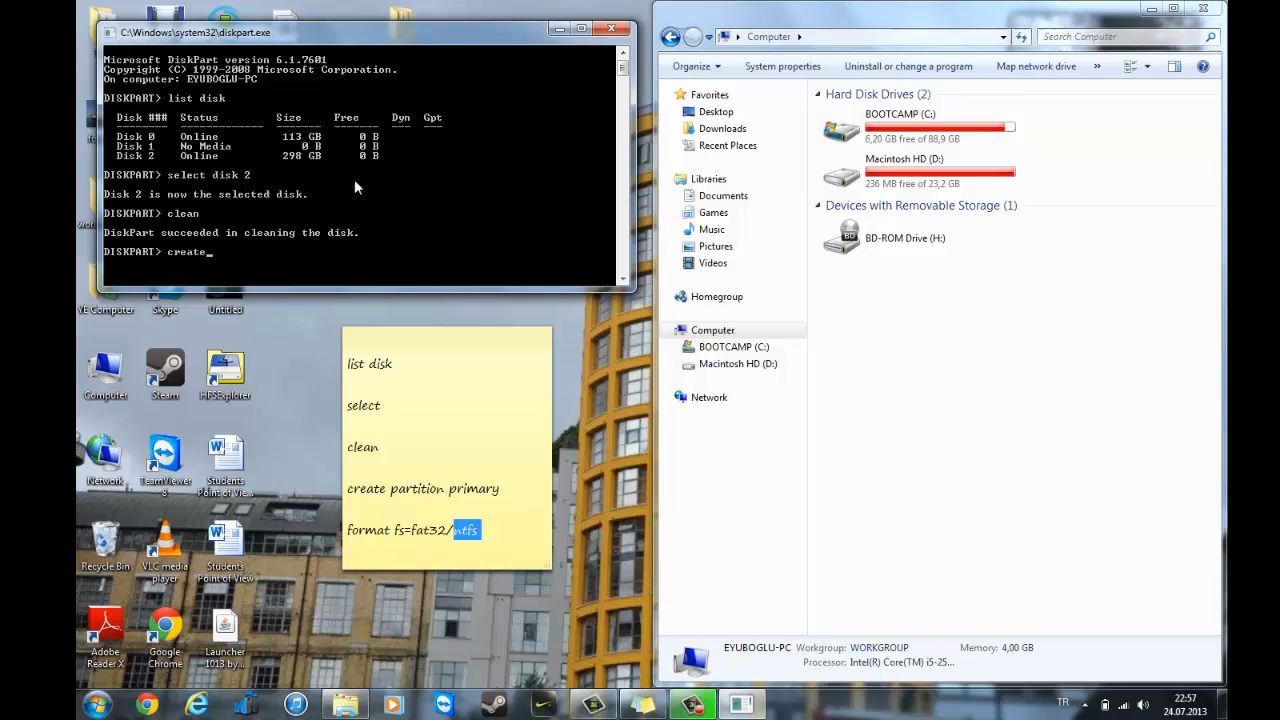 C:\Windows\system32\diskpart.exe
Microsoft DiskPart version 6.1.7601
Copyright (C) 1999-2008 Microsoft Corporation.
On computer: EYUBOGLU-PC
DISKPART> list disk
Disk ### Status Size Free Dyn Gpt
Disk 0 Online 113 GB 0 B
Disk 1 No Media 0 B 0 B
Disk 2 Online 298 GB 0 B
DISKPART> select disk 2
Disk 2 is now the selected disk.
DISKPART> clean
DiskPart succeeded in cleaning the disk.
DISKPART> create_
YE Computer
Skype
Untitled
Computer
Steam
HFSExplorer
Network
TeamViewer 8
Students Point of Vie...
Recycle Bin
VLC media player
Students Point of View
Adobe Reader X
Google Chrome
Launcher 1013 by...
list disk
select
clean
create partition primary
format fs=fat32/ntfs
Computer
Search Computer
Organize
System properties
Uninstall or change a program
Map network drive
»
Favorites
Desktop
Downloads
Recent Places
Libraries
Documents
Games
Music
Pictures
Videos
Homegroup
Computer
BOOTCAMP (C:)
Macintosh HD (D:)
Network
Hard Disk Drives (2)
BOOTCAMP (C:)
6,20 GB free of 88,9 GB
Macintosh HD (D:)
236 MB free of 23,2 GB
Devices with Removable Storage (1)
BD
BD-ROM Drive (H:)
EYUBOGLU-PC Workgroup: WORKGROUP Memory: 4,00 GB
Processor: Intel(R) Core(TM) i5-25...
TR
22:57
24.07.2013